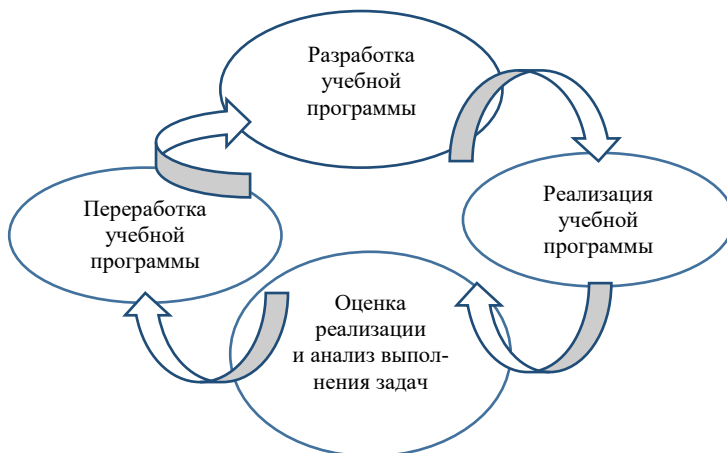 Разработка
учебной
программы
Реализация
учебной
программы
Оценка
реализации
и анализ выпол-
нения задач
Переработка
учебной
программы